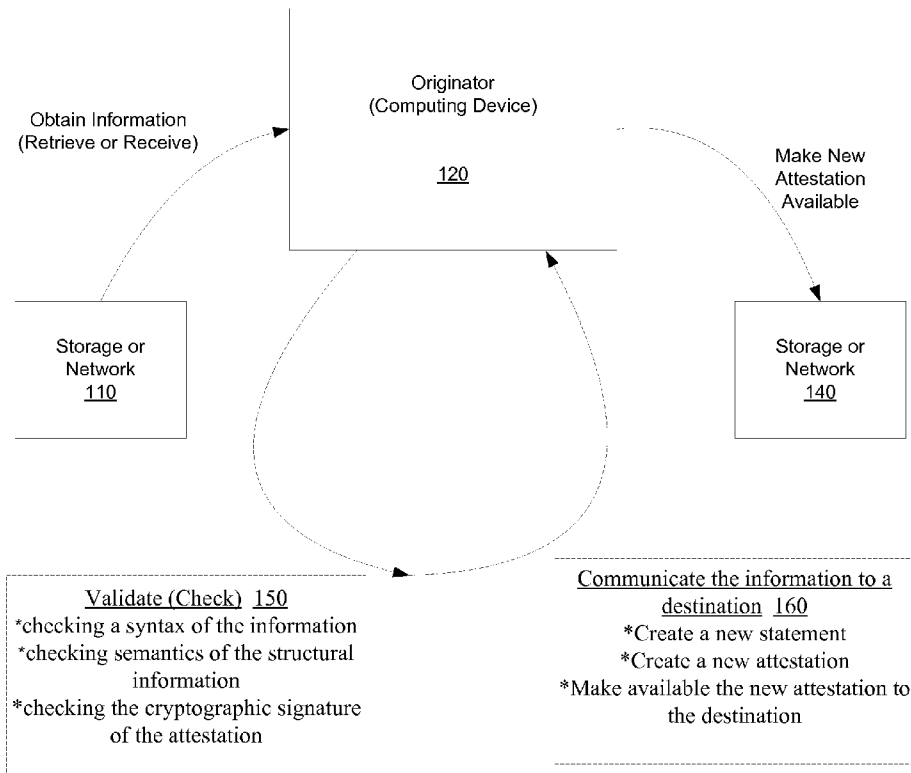 Originator
(Computing Device)
120
Obtain Information
(Retrieve or Receive)
Make New
Attestation
Available
Storage or
Network
110
Storage or
Network
140
Validate (Check) 150
*checking a syntax of the information
*checking semantics of the structural
information
*checking the cryptographic signature
of the attestation
Communicate the information to a
destination 160
*Create a new statement
*Create a new attestation
*Make available the new attestation to
the destination